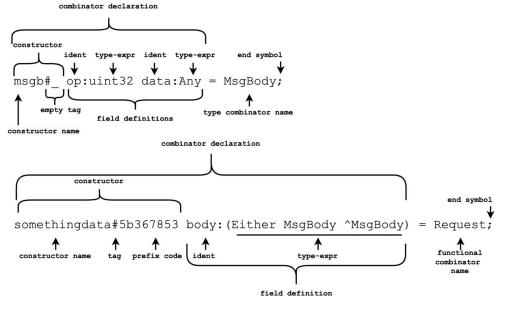 combinator declaration
constructor
ident type-expr ident type-expr end symbol
msgb#_ op:uint32 data:Any = MsgBody;
empty tag
field definitions
type combinator name
constructor name
combinator declaration
constructor
end symbol
somethingdata#5b367853 body:(Either MsgBody ^MsgBody) = Request;
constructor name tag prefix code ident type-expr functional combinator name
field definition